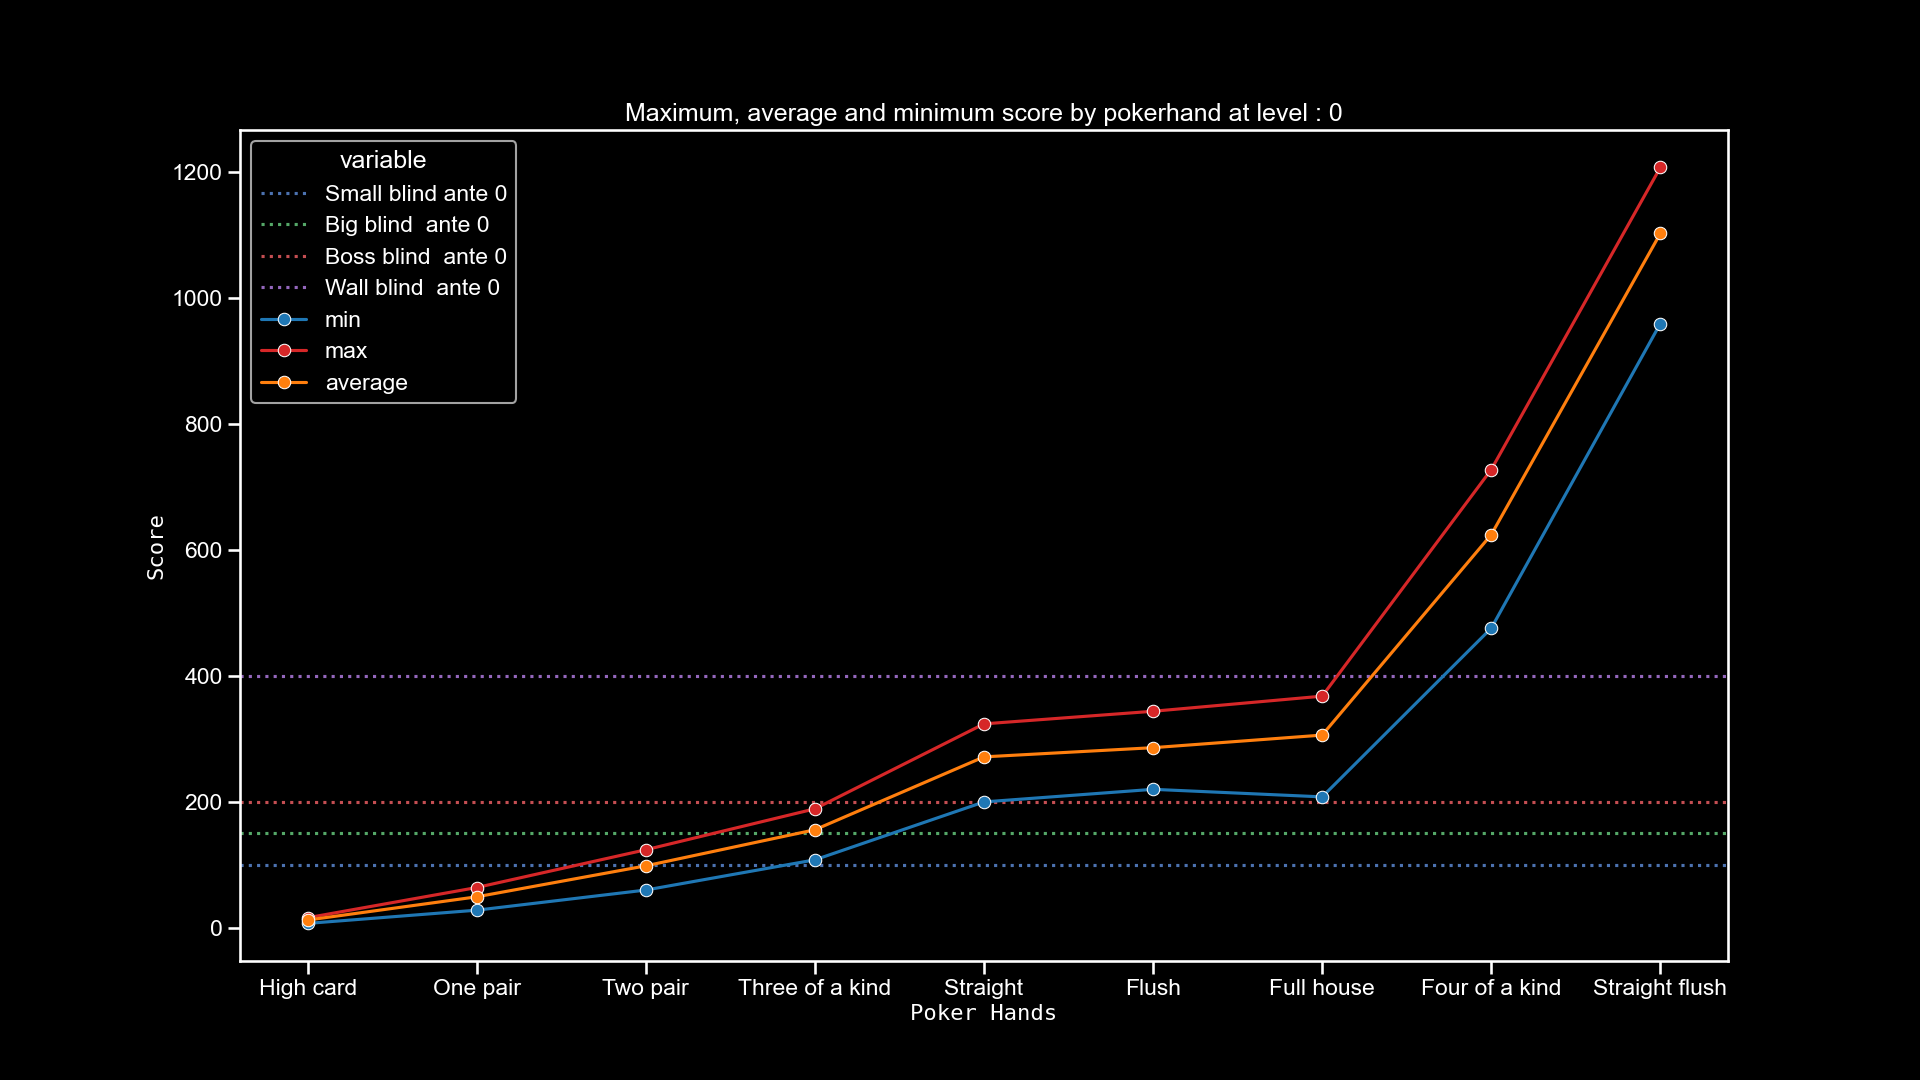 Maximum, average and minimum score by pokerhand at level : 0
variable
Small blind ante 0
Big blind  ante 0
Boss blind  ante 0
Wall blind  ante 0
min
max
average
1200
1000
800
600
400
200
0
Score
High card One pair Two pair Three of a kind Straight Flush Full house Four of a kind Straight flush
Poker Hands